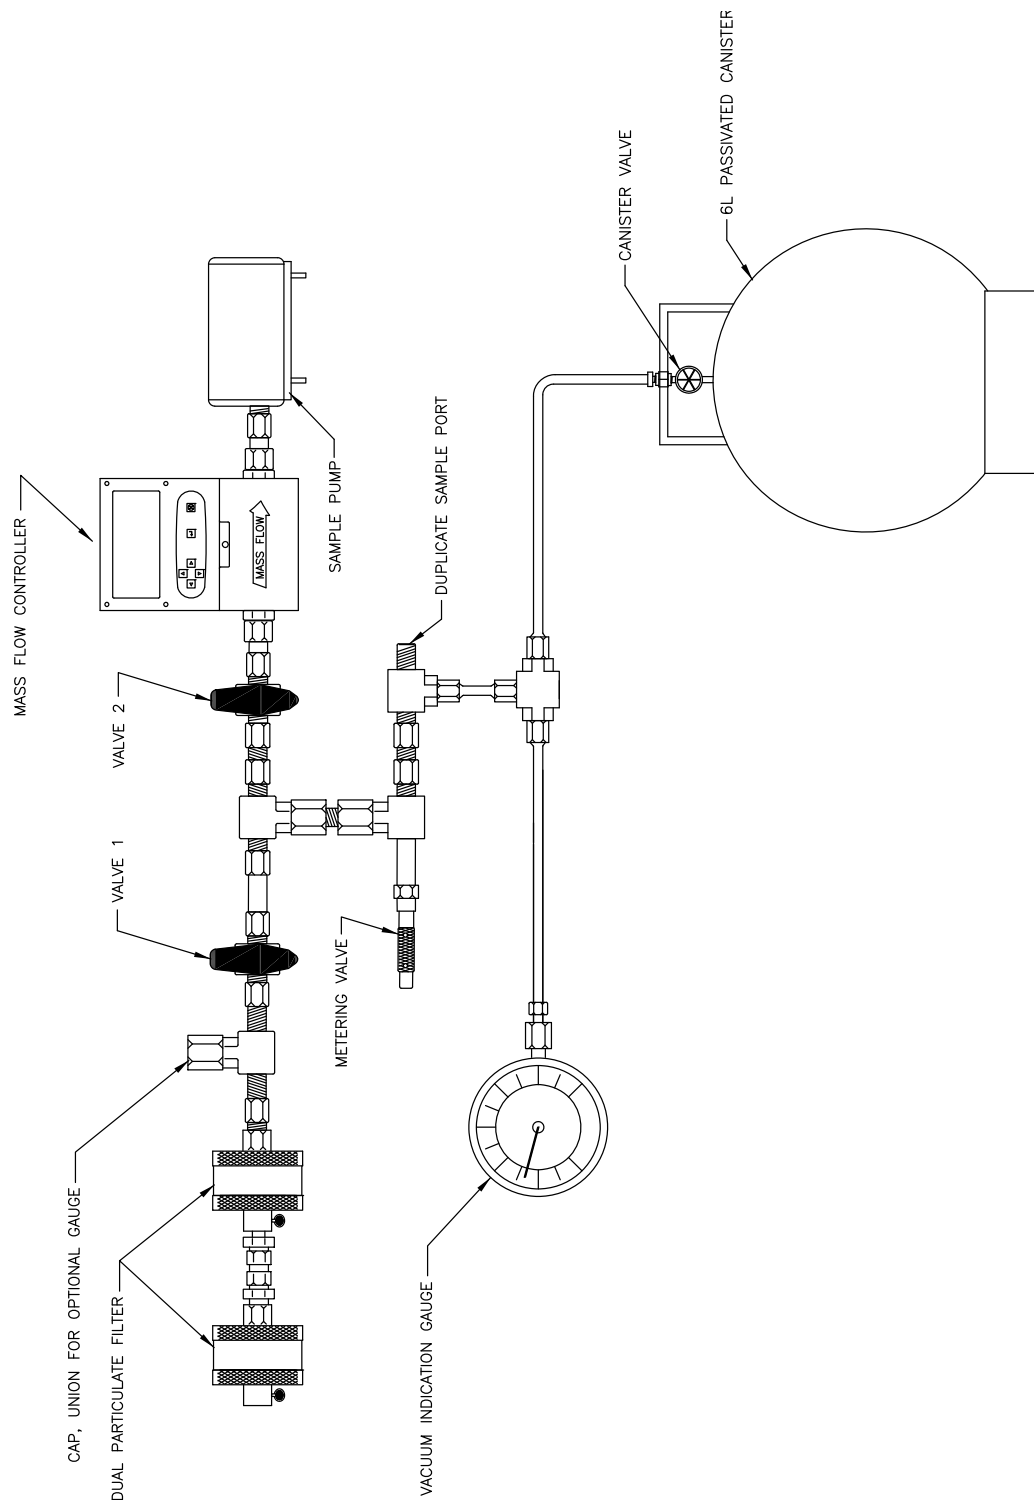 MASS FLOW CONTROLLER
VALVE 2
VALVE 1
CAP, UNION FOR OPTIONAL GAUGE
DUAL PARTICULATE FILTER
MASS FLOW
SAMPLE PUMP
METERING VALVE
DUPLICATE SAMPLE PORT
VACUUM INDICATION GAUGE
CANISTER VALVE
6L PASSIVATED CANISTER